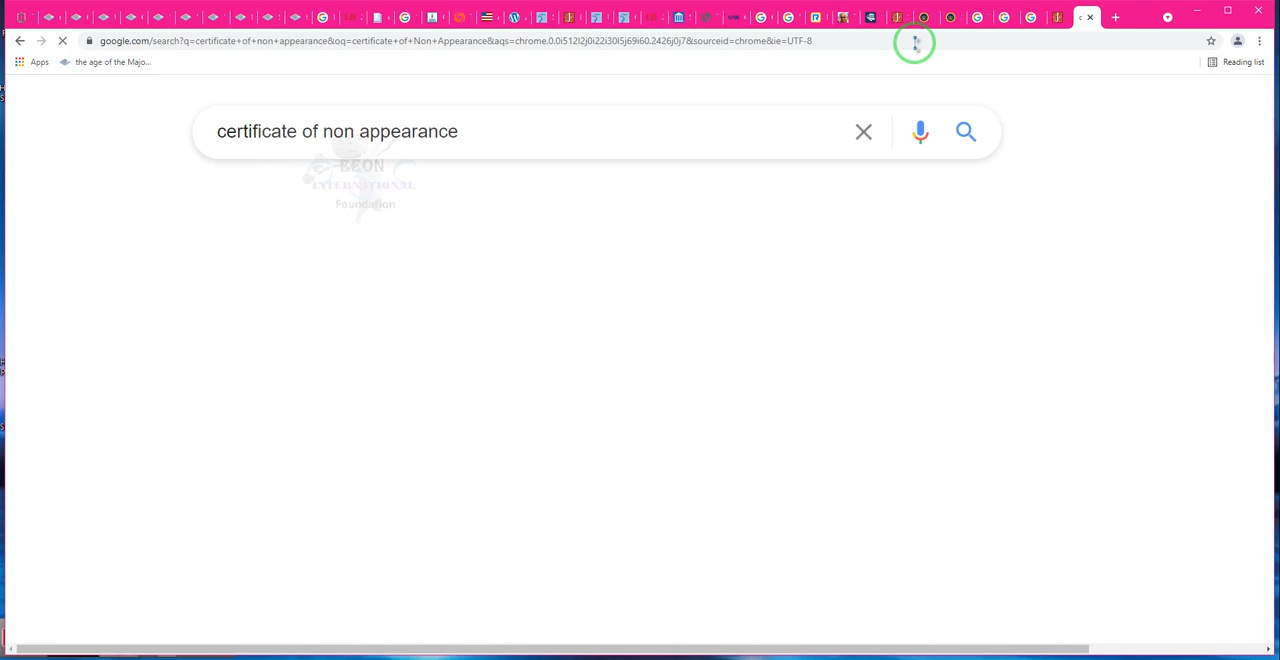 google.com/search?q=certificate+of+non+appearance&oq=certificate+of+Non+Appearance&aqs=chrome.0.0i512l2j0i22i30l5j69i60.2426j0j7&sourceid=chrome&ie=UTF-8
Apps
the age of the Majo...
Reading list
certificate of non appearance
EEON
INTERNATIONAL
Foundation